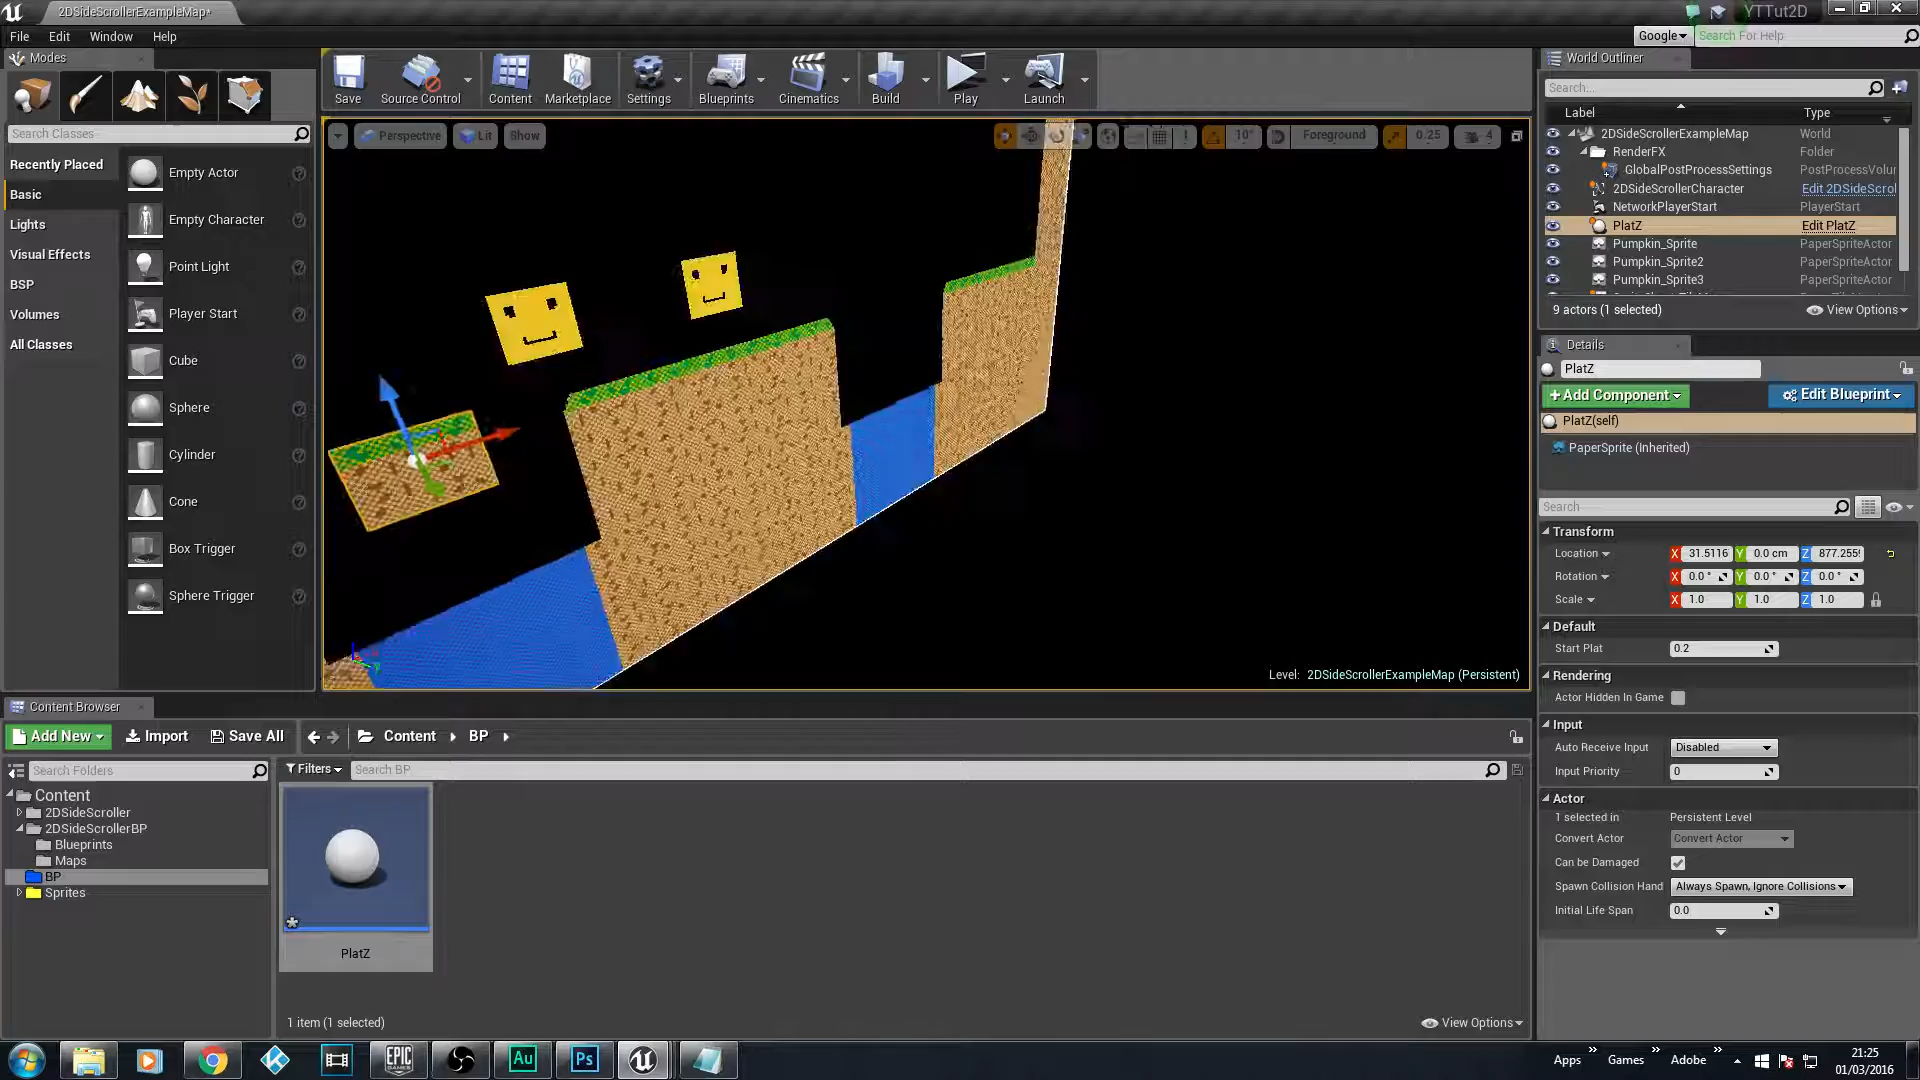 2DSideScrollerExampleMap*
YTTut2D
File Edit Window Help
Google
Search For Help
Modes
Save
Source Control
Content
Marketplace
Settings
Blueprints
Cinematics
Build
Play
Launch
Search Classes
Recently Placed
Basic
Lights
Visual Effects
BSP
Volumes
All Classes
Empty Actor
Empty Character
Point Light
Player Start
Cube
Sphere
Cylinder
Cone
Box Trigger
Sphere Trigger
Perspective
Lit
Show
10°
Foreground
0.25
4
Level: 2DSideScrollerExampleMap (Persistent)
World Outliner
Search...
Label Type
2DSideScrollerExampleMap World
RenderFX Folder
GlobalPostProcessSettings PostProcessVolu
2DSideScrollerCharacter Edit 2DSideScrol
NetworkPlayerStart PlayerStart
PlatZ Edit PlatZ
Pumpkin_Sprite PaperSpriteActor
Pumpkin_Sprite2 PaperSpriteActor
Pumpkin_Sprite3 PaperSpriteActor
9 actors (1 selected)
View Options
Details
PlatZ
+Add Component
Edit Blueprint
PlatZ(self)
PaperSprite (Inherited)
Search
Transform
Location X 31.5116 Y 0.0 cm Z 877.255
Rotation X 0.0 ° Y 0.0 ° Z 0.0 °
Scale X 1.0 Y 1.0 Z 1.0
Default
Start Plat 0.2
Rendering
Actor Hidden In Game
Input
Auto Receive Input Disabled
Input Priority 0
Actor
1 selected in Persistent Level
Convert Actor Convert Actor
Can be Damaged
Spawn Collision Hand Always Spawn, Ignore Collisions
Initial Life Span 0.0
Content Browser
Add New
Import
Save All
Content
BP
Search Folders
Filters
Search BP
Content
2DSideScroller
2DSideScrollerBP
Blueprints
Maps
BP
Sprites
PlatZ
1 item (1 selected)
View Options
EPIC
GAMES
Au
Ps
Apps
Games
Adobe
21:25
01/03/2016